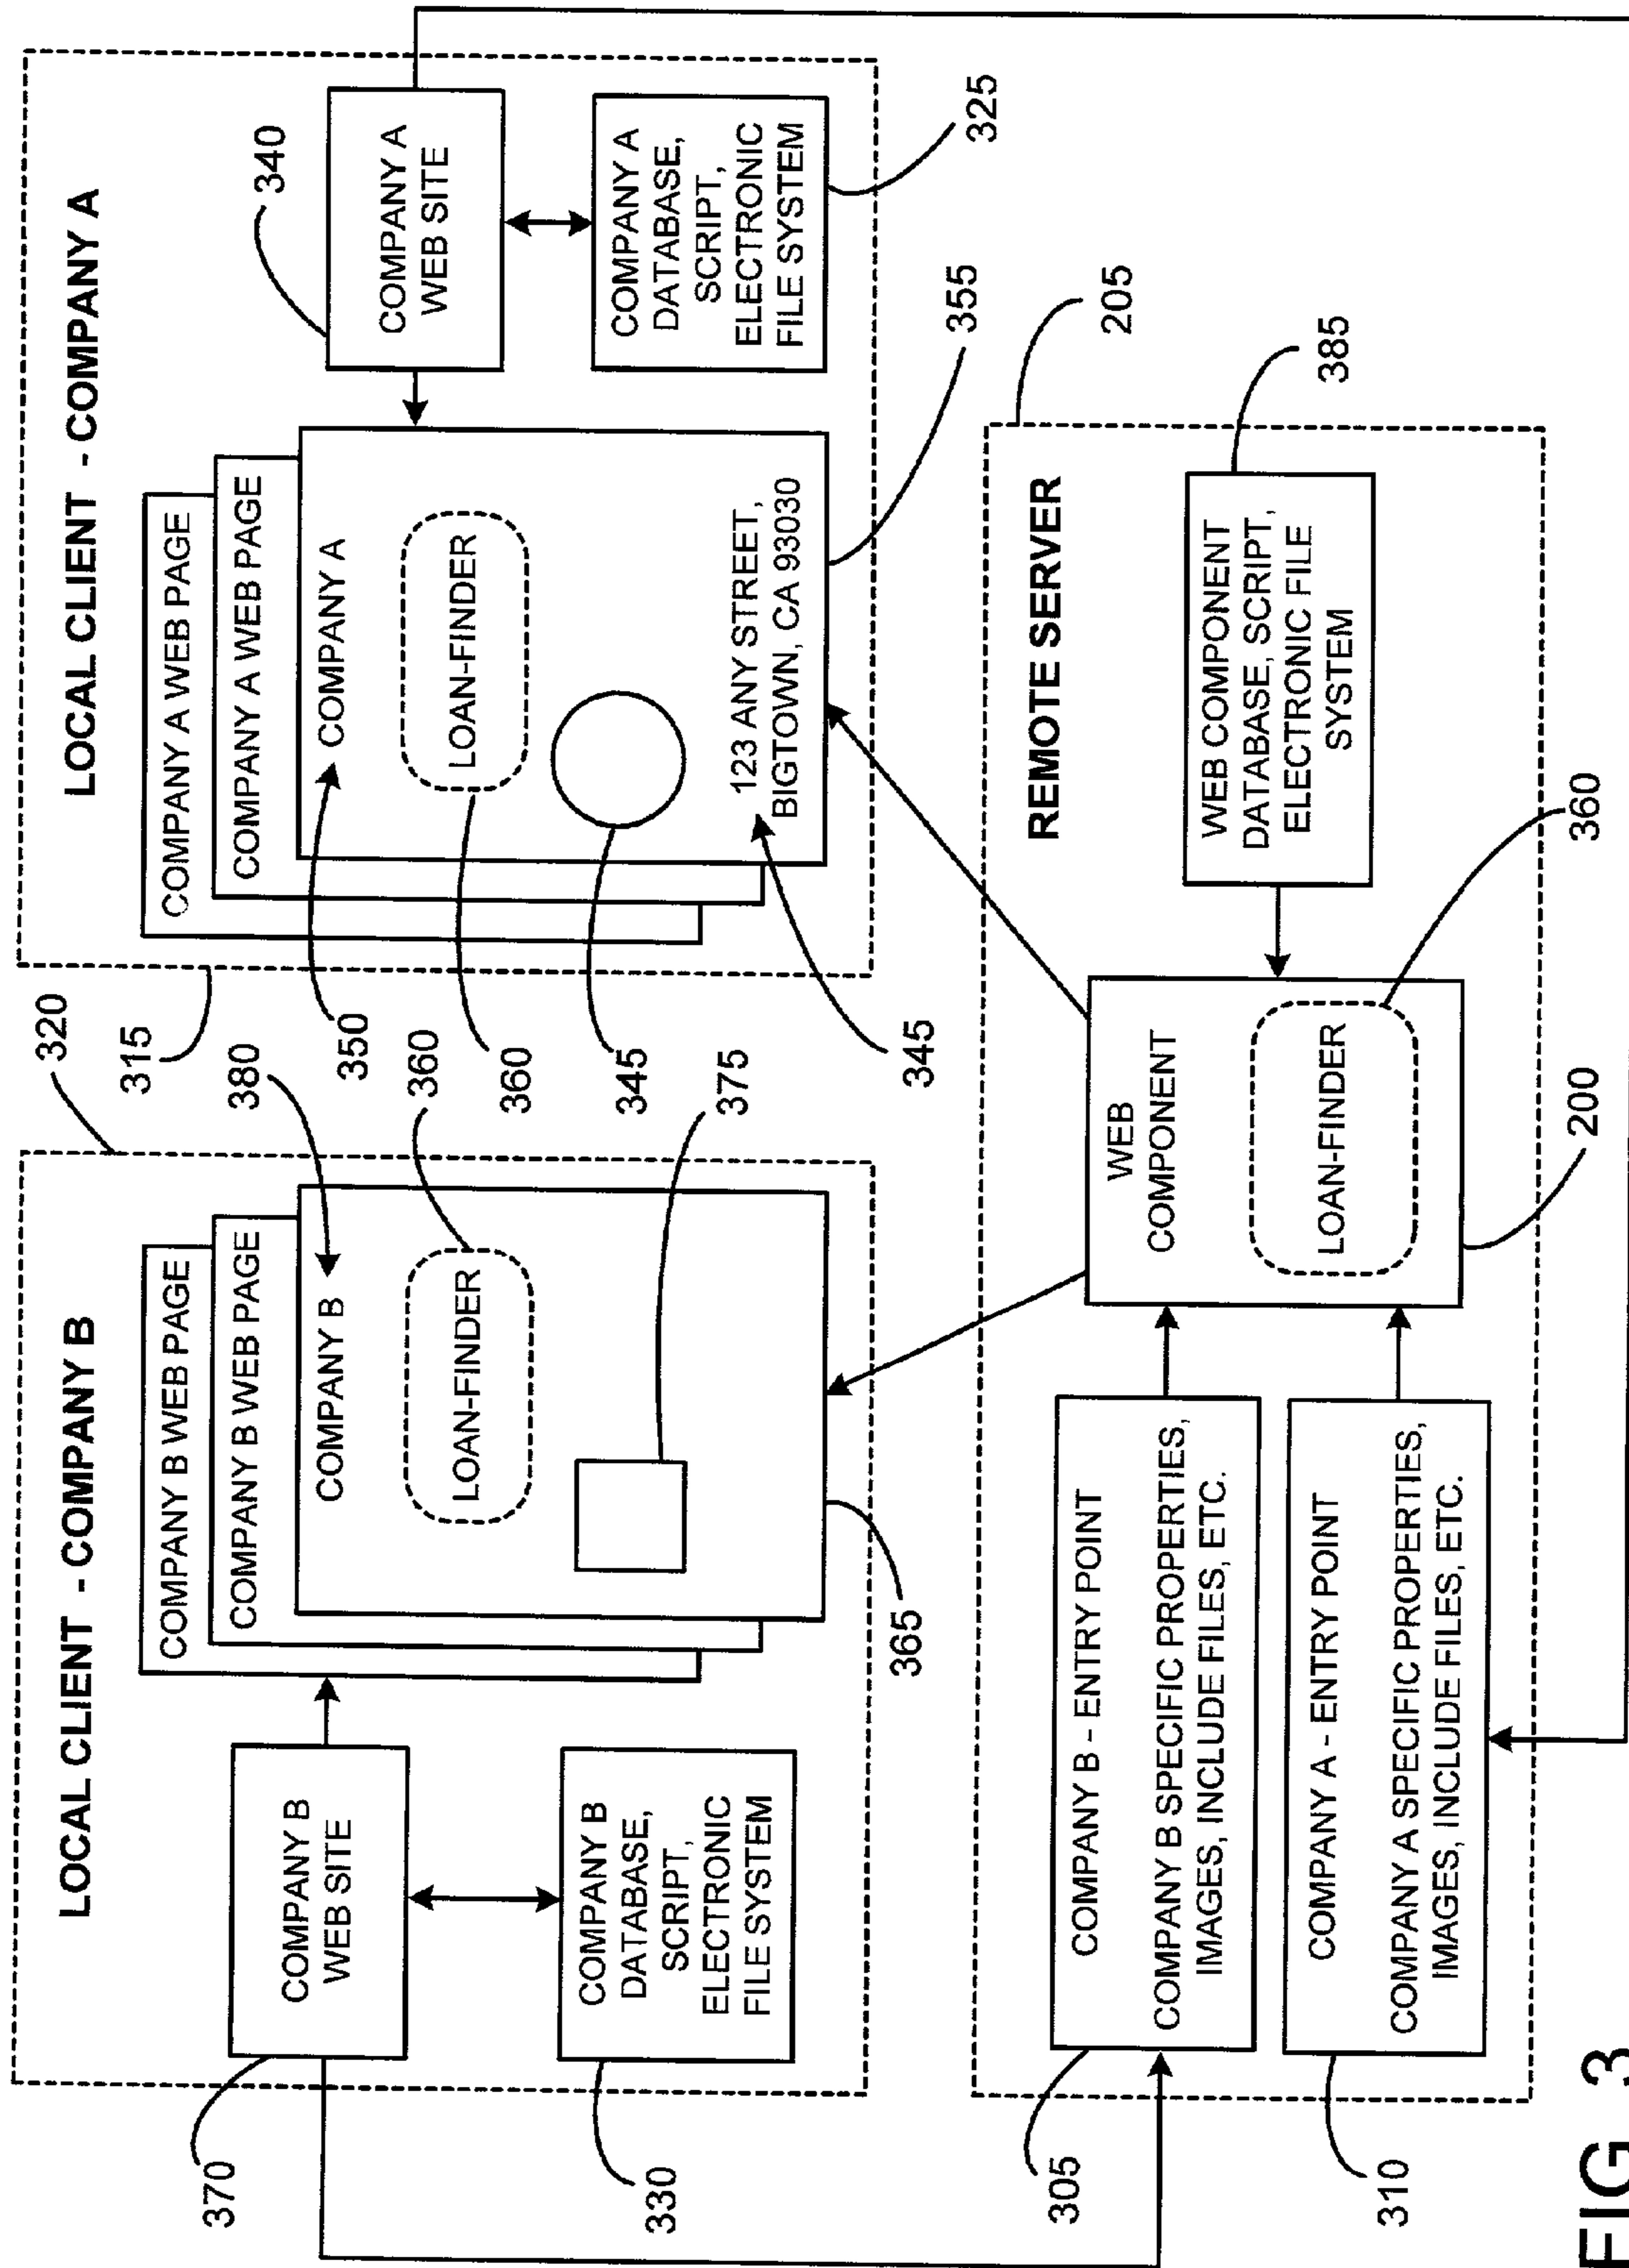 LOCAL CLIENT - COMPANY B
320
COMPANY B WEB PAGE
COMPANY B WEB PAGE
COMPANY B
380
LOAN-FINDER
360
375
365
370
COMPANY B
WEB SITE
COMPANY B
DATABASE,
SCRIPT,
ELECTRONIC
FILE SYSTEM
330
LOCAL CLIENT - COMPANY A
315
COMPANY A WEB PAGE
COMPANY A WEB PAGE
COMPANY A
350
LOAN-FINDER
360
345
123 ANY STREET,
BIGTOWN, CA 93030
345
355
340
COMPANY A
WEB SITE
COMPANY A
DATABASE,
SCRIPT,
ELECTRONIC
FILE SYSTEM
325
REMOTE SERVER
205
305
COMPANY B - ENTRY POINT
COMPANY B SPECIFIC PROPERTIES,
IMAGES, INCLUDE FILES, ETC.
310
COMPANY A - ENTRY POINT
COMPANY A SPECIFIC PROPERTIES,
IMAGES, INCLUDE FILES, ETC.
WEB
COMPONENT
LOAN-FINDER
360
200
WEB COMPONENT
DATABASE, SCRIPT,
ELECTRONIC FILE
SYSTEM
385
FIG. 3